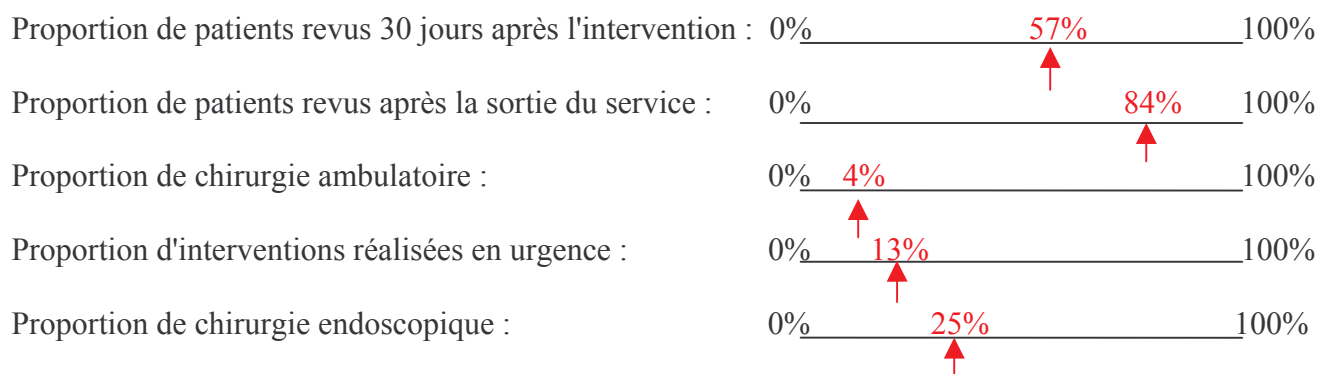 Proportion de patients revus 30 jours après l'intervention : 0% 57% 100%
Proportion de patients revus après la sortie du service : 0% 84% 100%
Proportion de chirurgie ambulatoire : 0% 4% 100%
Proportion d'interventions réalisées en urgence : 0% 13% 100%
Proportion de chirurgie endoscopique : 0% 25% 100%